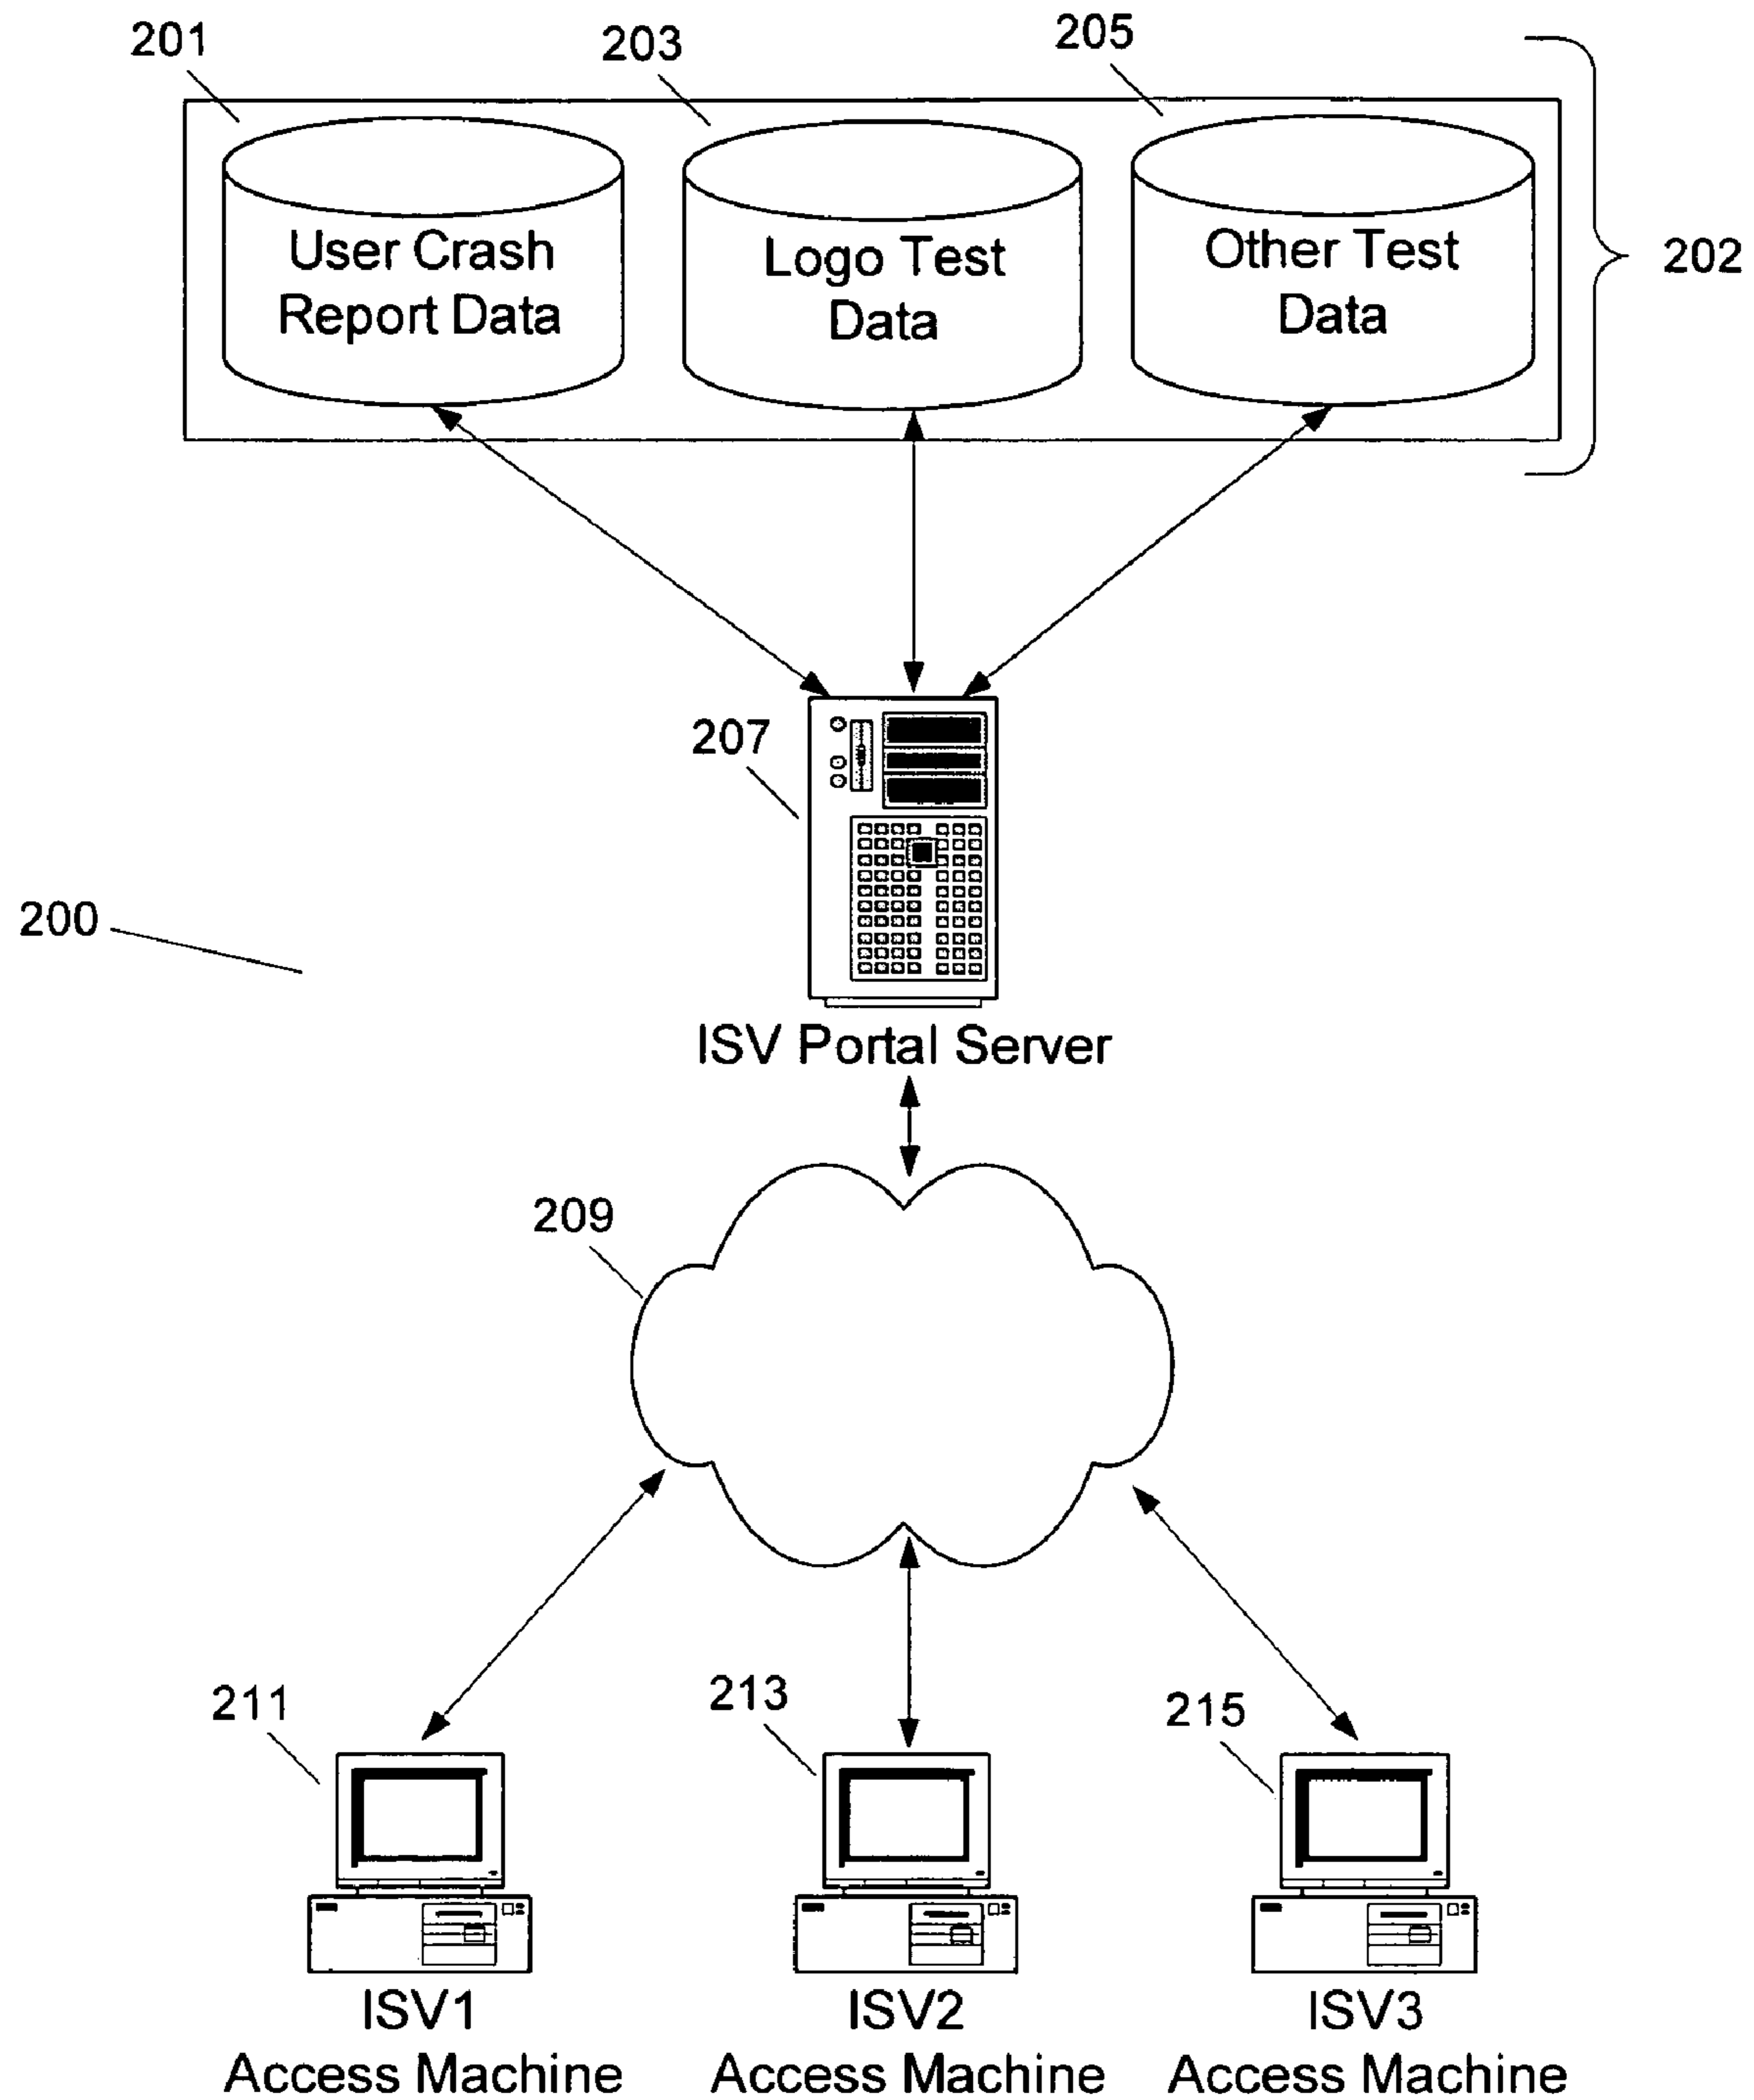 201
203
205
User Crash
Report Data
Logo Test
Data
Other Test
Data
202
207
200
ISV Portal Server
209
211
213
215
ISV1
Access Machine
ISV2
Access Machine
ISV3
Access Machine